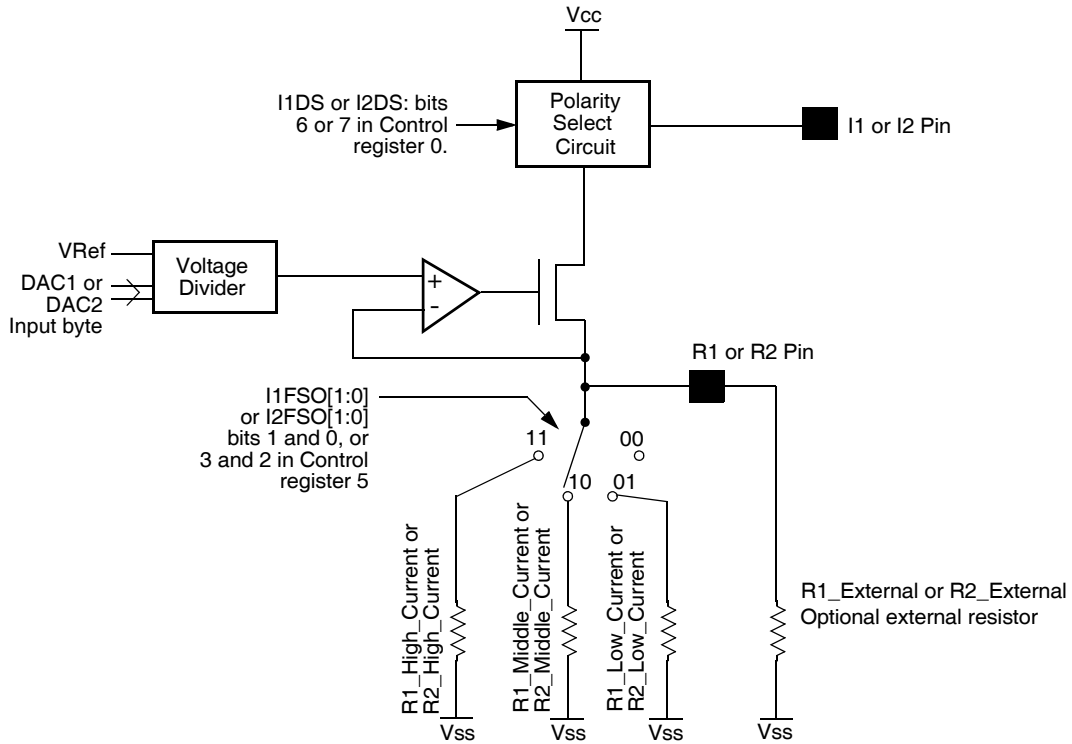 Vcc
I1DS or I2DS: bits
6 or 7 in Control
register 0.
Polarity
Select
Circuit
I1 or I2 Pin
VRef
DAC1 or
DAC2
Input byte
Voltage
Divider
+
-
R1 or R2 Pin
I1FSO[1:0]
or I2FSO[1:0]
bits 1 and 0, or
3 and 2 in Control
register 5
11
00
10
01
R1_High_Current or
R2_High_Current
R1_Middle_Current or
R2_Middle_Current
R1_Low_Current or
R2_Low_Current
R1_External or R2_External
Optional external resistor
Vss
Vss
Vss
Vss